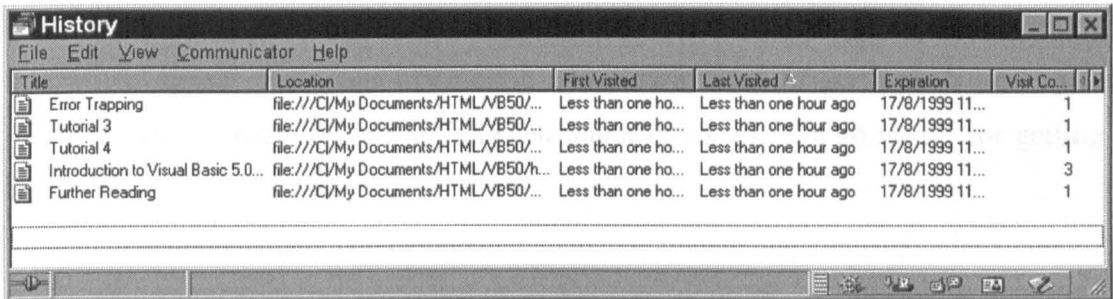 History
File Edit View Communicator Help
Title Location First Visited Last Visited Expiration Visit Co...
Error Trapping file:///C|/My Documents/HTML/VB50/... Less than one ho... Less than one hour ago 17/8/1999 11... 1
Tutorial 3 file:///C|/My Documents/HTML/VB50/... Less than one ho... Less than one hour ago 17/8/1999 11... 1
Tutorial 4 file:///C|/My Documents/HTML/VB50/... Less than one ho... Less than one hour ago 17/8/1999 11... 1
Introduction to Visual Basic 5.0... file:///C|/My Documents/HTML/VB50/h... Less than one ho... Less than one hour ago 17/8/1999 11... 3
Further Reading file:///C|/My Documents/HTML/VB50/... Less than one ho... Less than one hour ago 17/8/1999 11... 1